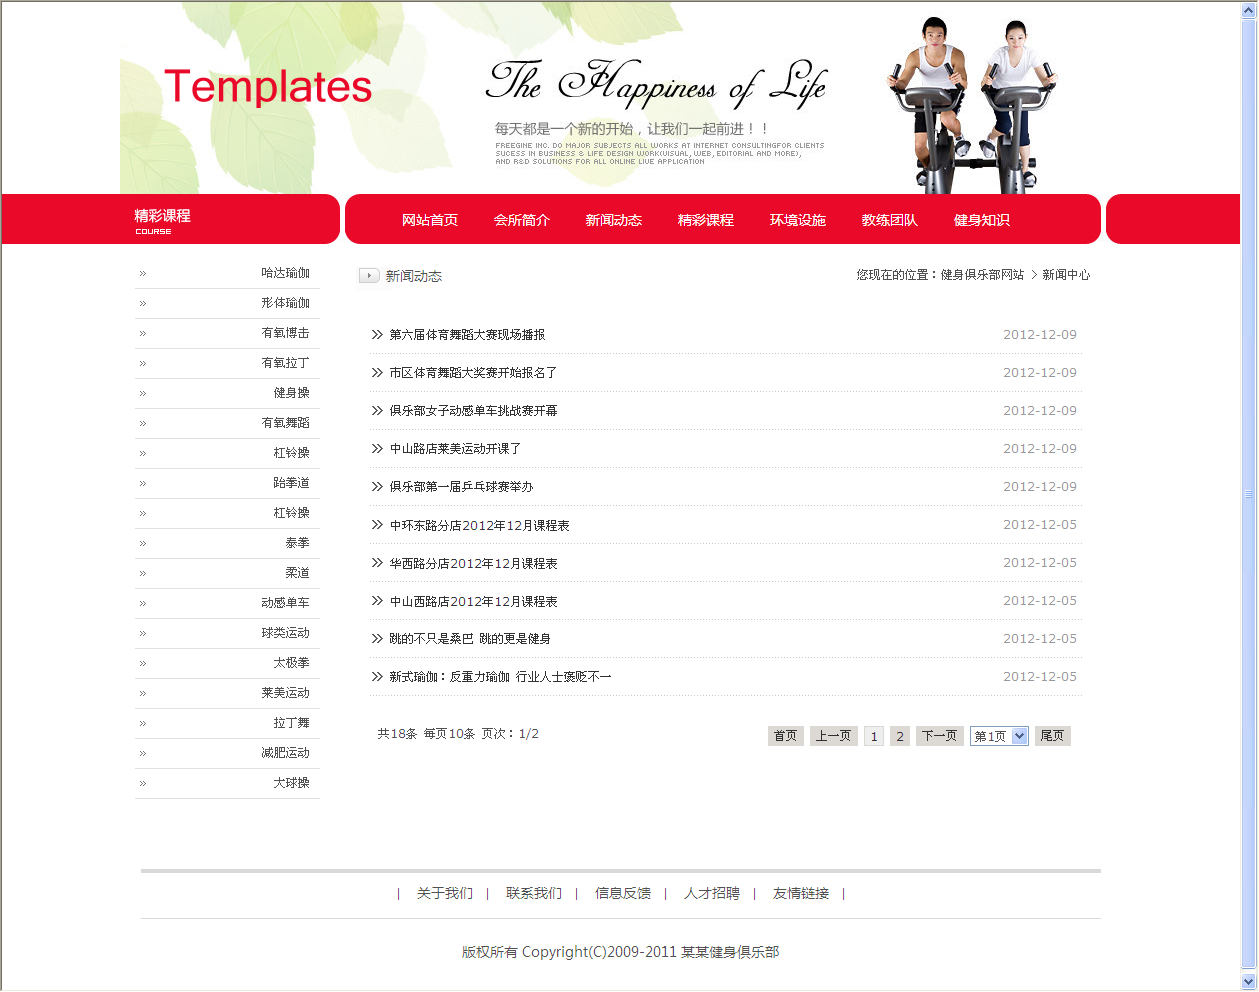 Templates
The Happiness of Life
每天都是一个新的开始，让我们一起前进！！
FREEGINE INC. DO MAJOR SUBJECTS ALL WORKS AT INTERNET CONSULTINGFOR CLIENTS
SUCESS IN BUSINESS & LIFE DESIGN WORK(VISUAL, WEB, EDITORIAL AND MORE),
AND R&D SOLUTIONS FOR ALL ONLINE LIVE APPLICATION
精彩课程
COURSE
网站首页 会所简介 新闻动态 精彩课程 环境设施 教练团队 健身知识
» 哈达瑜伽
» 形体瑜伽
» 有氧博击
» 有氧拉丁
» 健身操
» 有氧舞蹈
» 杠铃操
» 跆拳道
» 杠铃操
» 泰拳
» 柔道
» 动感单车
» 球类运动
» 太极拳
» 莱美运动
» 拉丁舞
» 减肥运动
» 大球操
新闻动态
您现在的位置：健身俱乐部网站 > 新闻中心
第六届体育舞蹈大赛现场播报 2012-12-09
市区体育舞蹈大奖赛开始报名了 2012-12-09
俱乐部女子动感单车挑战赛开幕 2012-12-09
中山路店莱美运动开课了 2012-12-09
俱乐部第一届乒乓球赛举办 2012-12-09
中环东路分店2012年12月课程表 2012-12-05
华西路分店2012年12月课程表 2012-12-05
中山西路店2012年12月课程表 2012-12-05
跳的不只是桑巴 跳的更是健身 2012-12-05
新式瑜伽：反重力瑜伽 行业人士褒贬不一 2012-12-05
共18条 每页10条 页次：1/2
首页 上一页 1 2 下一页 第1页 尾页
| 关于我们 | 联系我们 | 信息反馈 | 人才招聘 | 友情链接 |
版权所有 Copyright(C)2009-2011 某某健身俱乐部